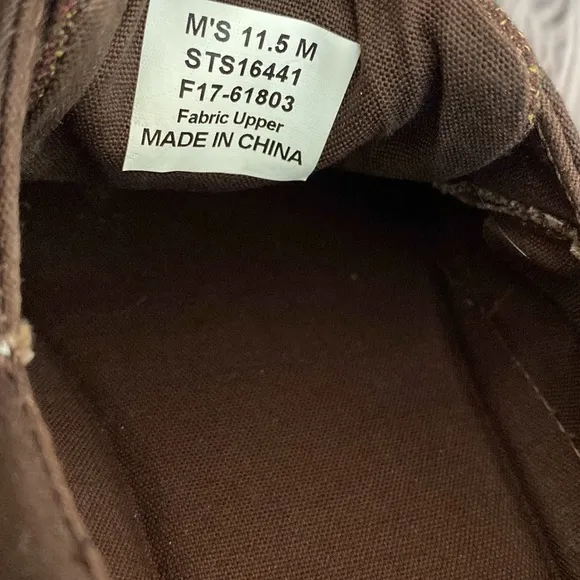 M'S 11.5 M
STS16441
F17-61803
Fabric Upper
MADE IN CHINA